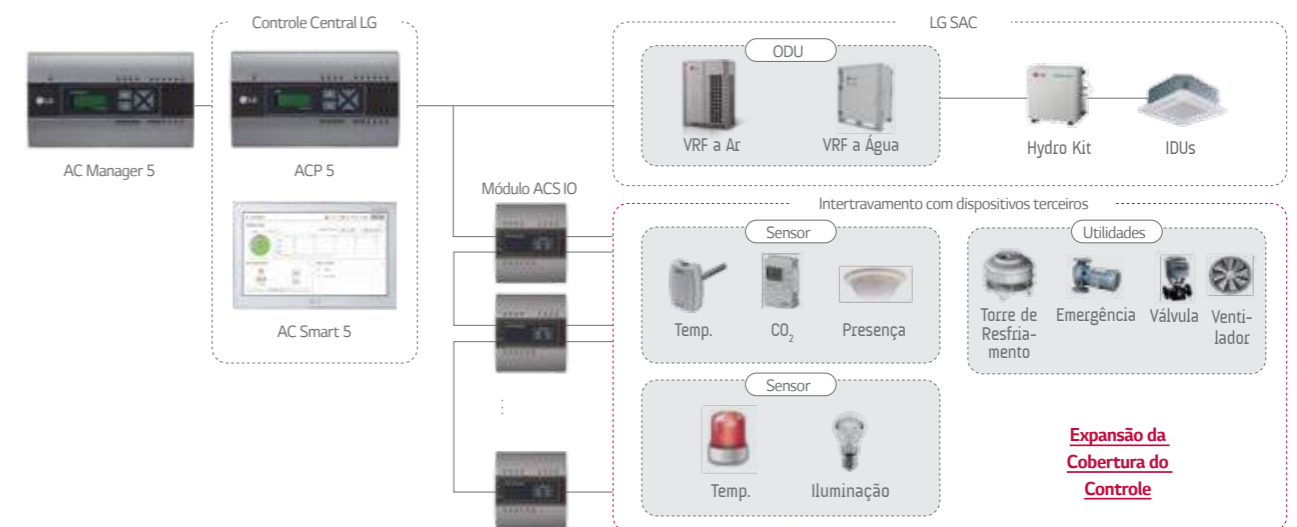 Controle Central LG
LG SAC
ODU
LG
LG
VRF a Ar
VRF a Água
Hydro Kit
IDUs
AC Manager 5
ACP 5
Módulo ACS IO
Intertravamento com dispositivos terceiros
Sensor
Utilidades
Temp.
CO2
Presença
Torre de
Resfria-
mento
Emergência
Válvula
Venti-
lador
AC Smart 5
Sensor
Temp.
Iluminação
Expansão da
Cobertura do
Controle